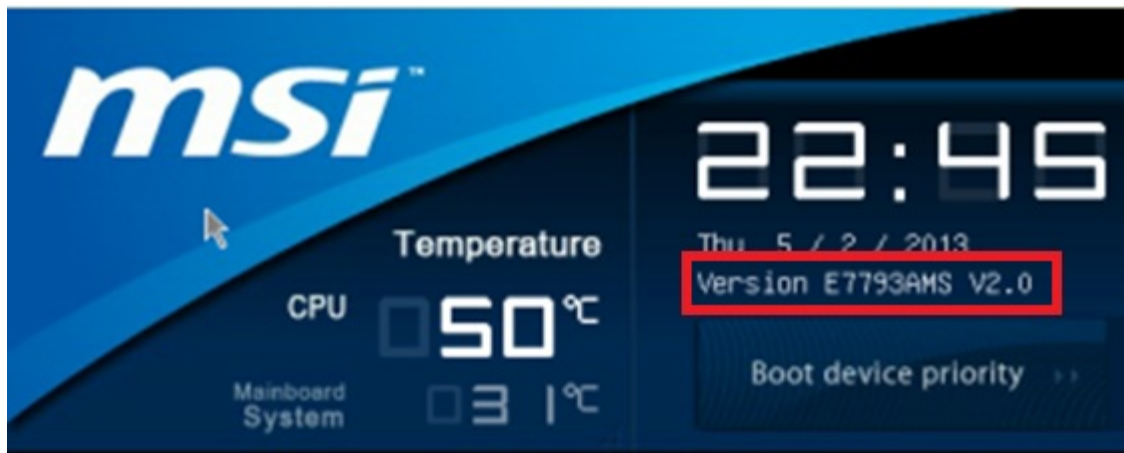 msi™
22:45
Temperature
Thu 5 / 2 / 2013
Version E7793AMS V2.0
CPU 50°C
Boot device priority
Mainboard
System 31°C